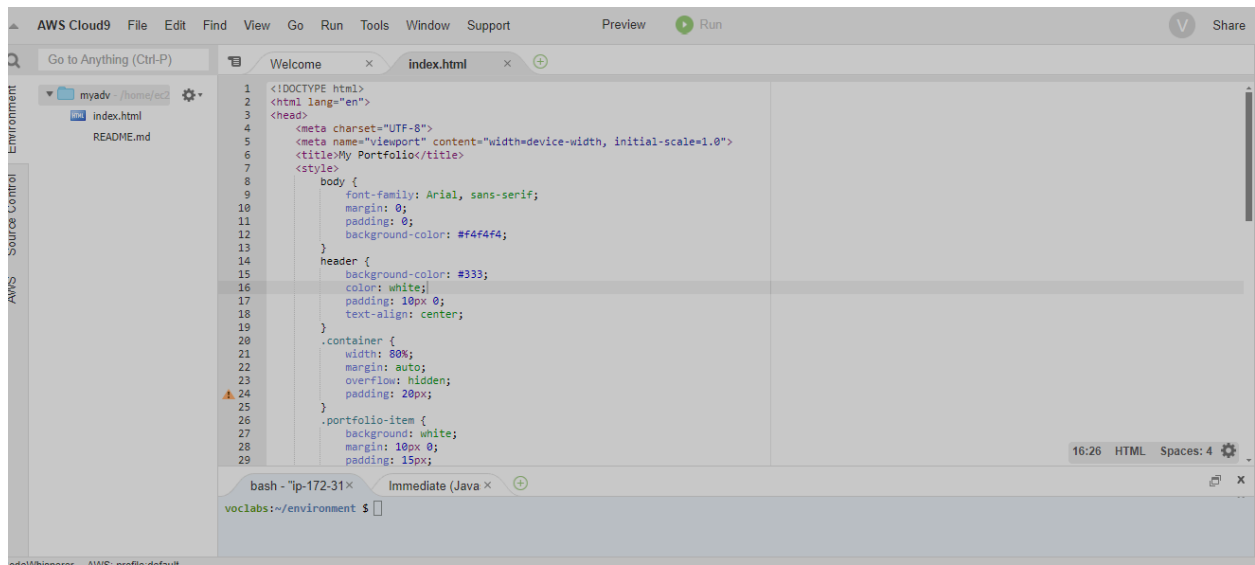 AWS Cloud9 File Edit Find View Go Run Tools Window Support Preview Run V Share
Go to Anything (Ctrl-P)
Welcome × index.html ×
Environment
Source Control
AWS
myadv - /home/ec2
HTML index.html
README.md
1 <!DOCTYPE html>
2 <html lang="en">
3 <head>
4 <meta charset="UTF-8">
5 <meta name="viewport" content="width=device-width, initial-scale=1.0">
6 <title>My Portfolio</title>
7 <style>
8 body {
9 font-family: Arial, sans-serif;
10 margin: 0;
11 padding: 0;
12 background-color: #f4f4f4;
13 }
14 header {
15 background-color: #333;
16 color: white;
17 padding: 10px 0;
18 text-align: center;
19 }
20 .container {
21 width: 80%;
22 margin: auto;
23 overflow: hidden;
24 padding: 20px;
25 }
26 .portfolio-item {
27 background: white;
28 margin: 10px 0;
29 padding: 15px;
16:26 HTML Spaces: 4
bash - "ip-172-31 × Immediate (Java ×
voclabs:~/environment $
AWS: profile:default